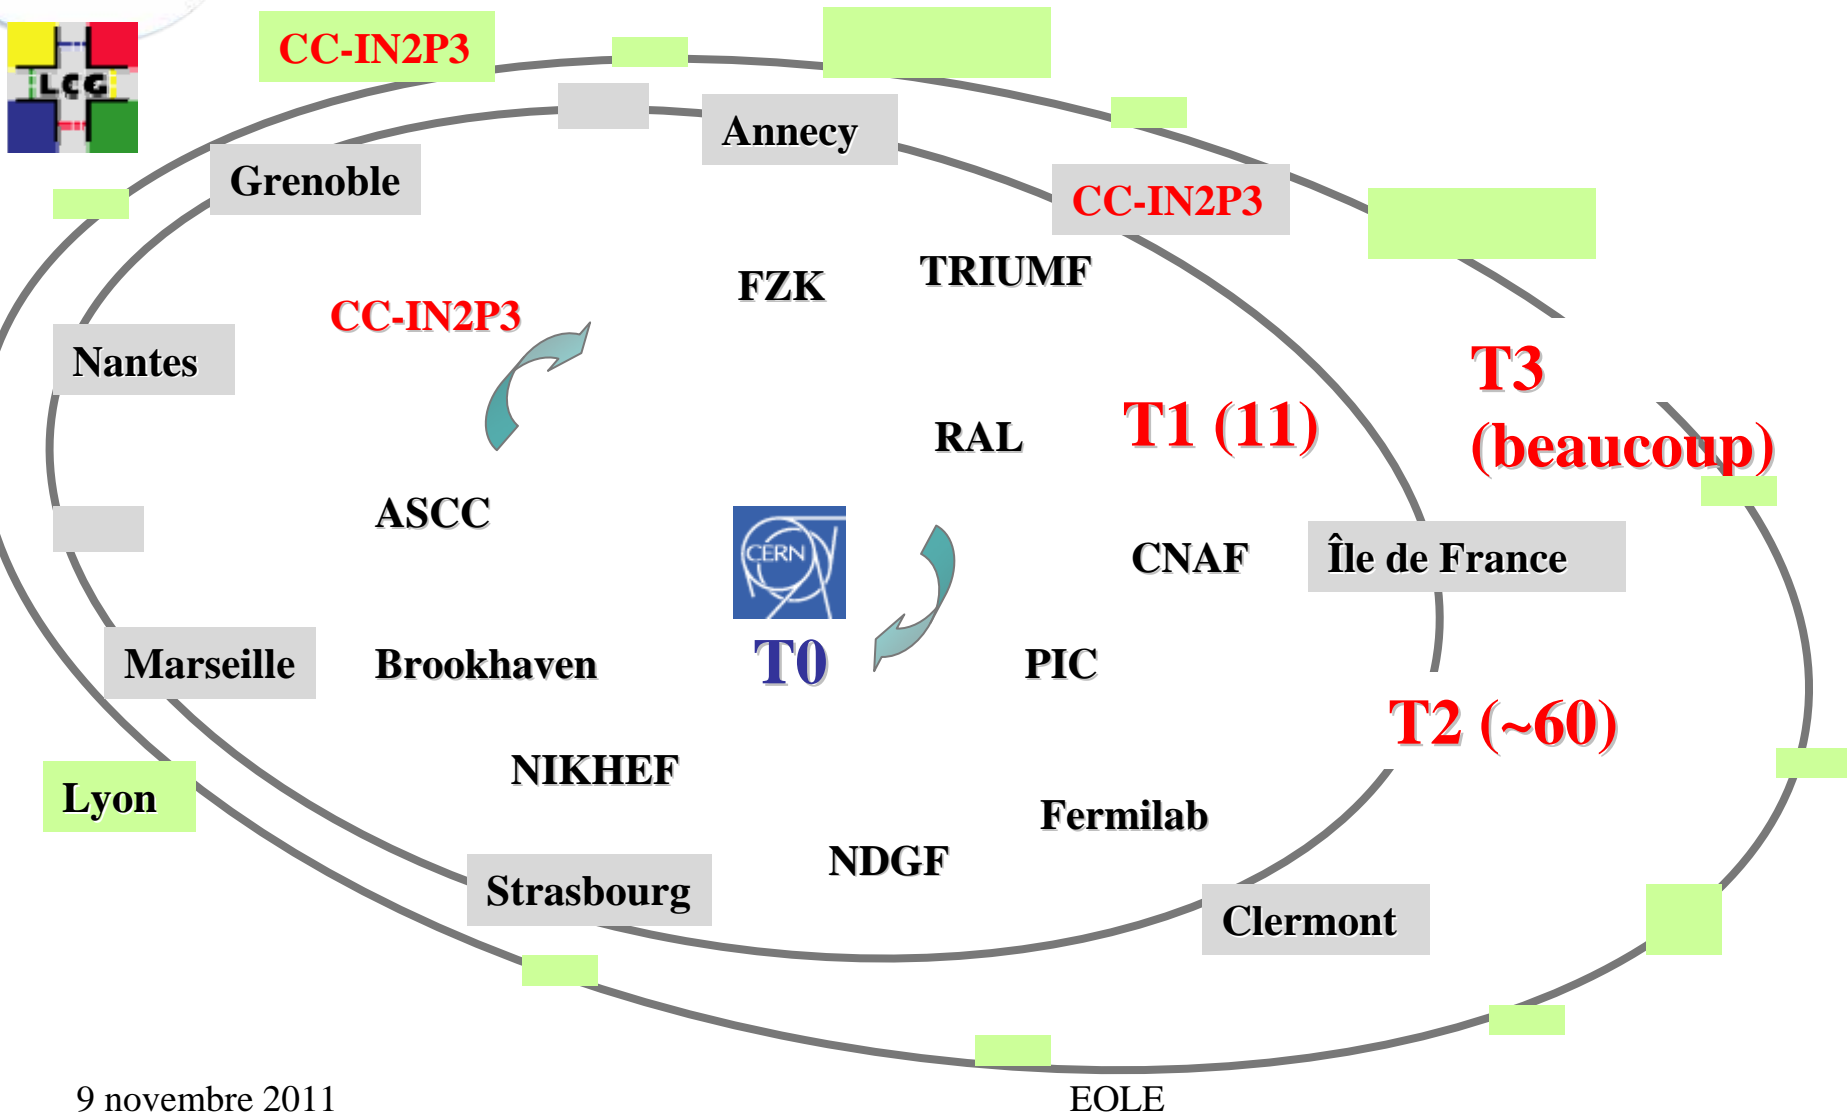 CC-IN2P3
LCG
Annecy
Grenoble
CC-IN2P3
FZK
TRIUMF
CC-IN2P3
Nantes
T3
(beaucoup)
T1 (11)
RAL
ASCC
CERN
CNAF
Île de France
Marseille
Brookhaven
T0
PIC
T2 (~60)
NIKHEF
Lyon
Fermilab
NDGF
Strasbourg
Clermont
9 novembre 2011
EOLE